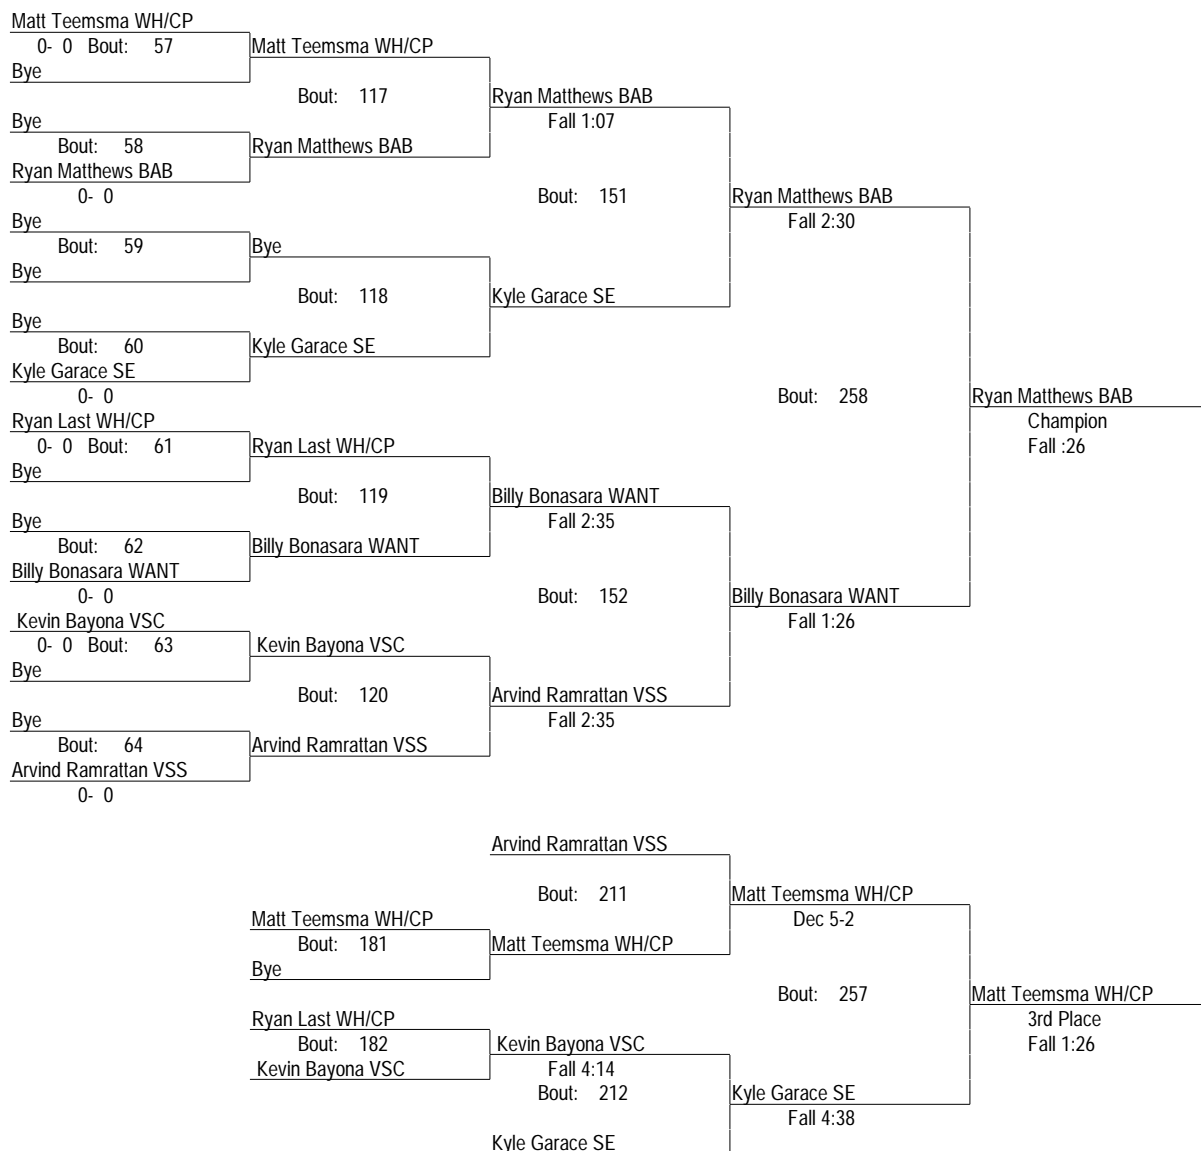 Matt Teemsma WH/CP
0- 0 Bout: 57
Matt Teemsma WH/CP
Bye
Bout: 117
Ryan Matthews BAB
Bye
Fall 1:07
Bout: 58
Ryan Matthews BAB
Ryan Matthews BAB
0- 0
Bout: 151
Ryan Matthews BAB
Bye
Fall 2:30
Bout: 59
Bye
Bye
Bout: 118
Kyle Garace SE
Bye
Bout: 60
Kyle Garace SE
Kyle Garace SE
0- 0
Bout: 258
Ryan Matthews BAB
Ryan Last WH/CP
Champion
0- 0 Bout: 61
Ryan Last WH/CP
Fall :26
Bye
Bout: 119
Billy Bonasara WANT
Bye
Fall 2:35
Bout: 62
Billy Bonasara WANT
Billy Bonasara WANT
0- 0
Bout: 152
Billy Bonasara WANT
Kevin Bayona VSC
Fall 1:26
0- 0 Bout: 63
Kevin Bayona VSC
Bye
Bout: 120
Arvind Ramrattan VSS
Bye
Fall 2:35
Bout: 64
Arvind Ramrattan VSS
Arvind Ramrattan VSS
0- 0
Arvind Ramrattan VSS
Bout: 211
Matt Teemsma WH/CP
Matt Teemsma WH/CP
Dec 5-2
Bout: 181
Matt Teemsma WH/CP
Bye
Bout: 257
Matt Teemsma WH/CP
Ryan Last WH/CP
3rd Place
Bout: 182
Kevin Bayona VSC
Fall 1:26
Kevin Bayona VSC
Fall 4:14
Bout: 212
Kyle Garace SE
Fall 4:38
Kyle Garace SE